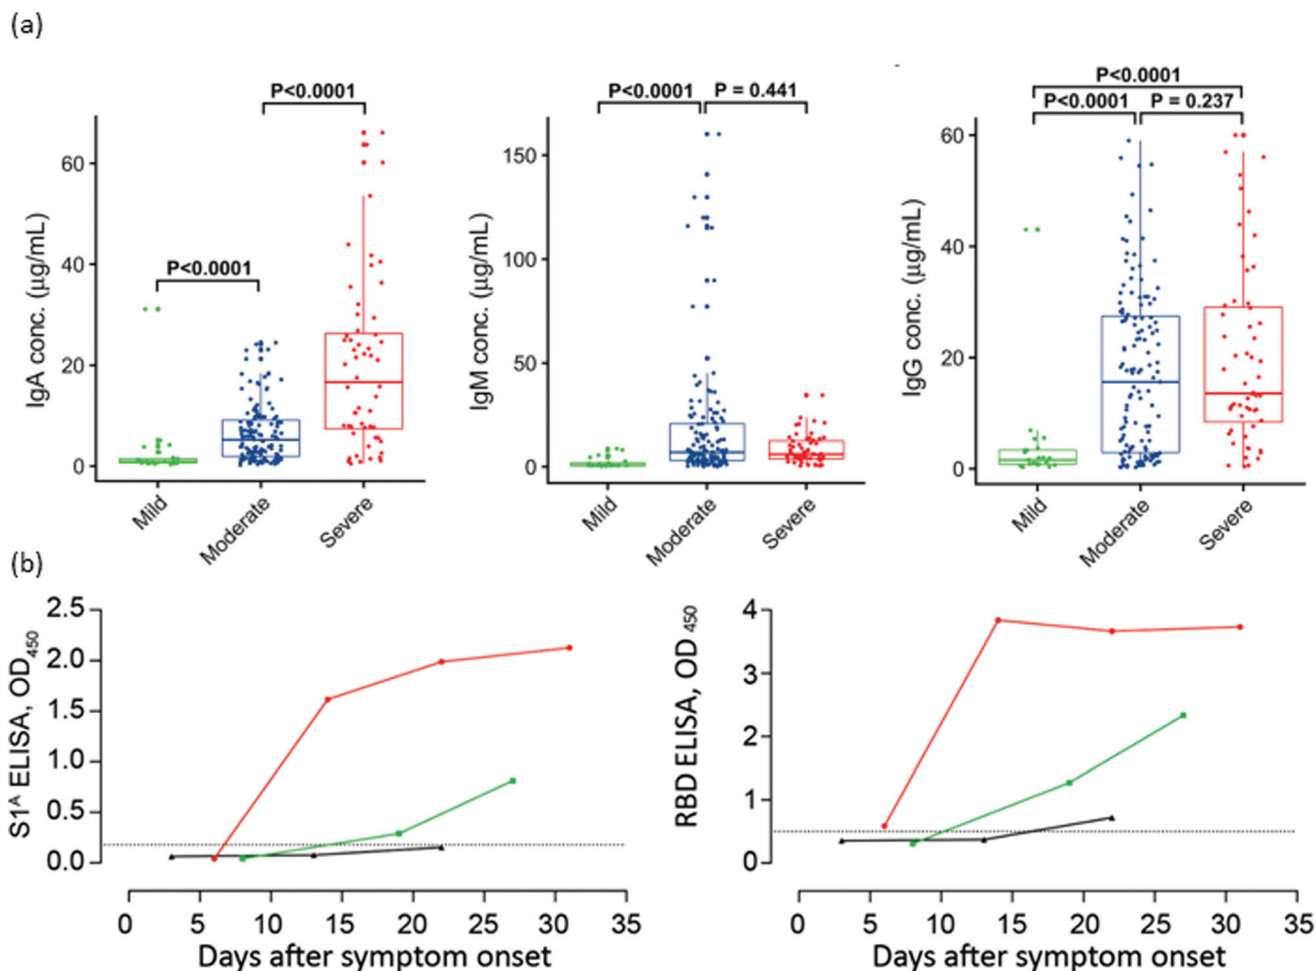 (a)
P<0.0001
P<0.0001
IgA conc. (µg/mL)
60
40
20
0
Mild
Moderate
Severe
P<0.0001
P = 0.441
IgM conc. (µg/mL)
150
100
50
0
Mild
Moderate
Severe
P<0.0001
P<0.0001
P = 0.237
IgG conc. (µg/mL)
60
40
20
0
Mild
Moderate
Severe
(b)
S1ᴬ ELISA, OD₄₅₀
2.5
2.0
1.5
1.0
0.5
0.0
0 5 10 15 20 25 30 35
Days after symptom onset
RBD ELISA, OD ₄₅₀
4
3
2
1
0
0 5 10 15 20 25 30 35
Days after symptom onset